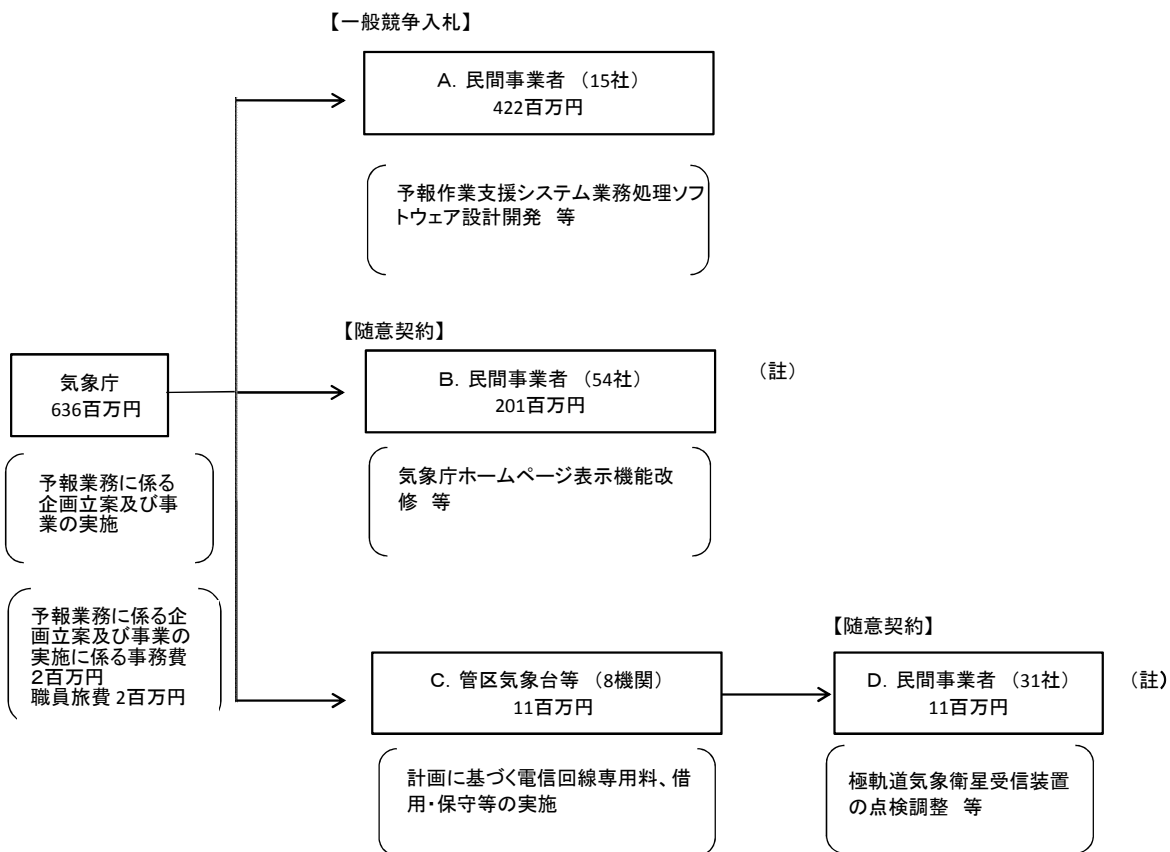 【一般競争入札】
A. 民間事業者 （15社）
422百万円
予報作業支援システム業務処理ソフ
トウェア設計開発 等
【随意契約】
B. 民間事業者 （54社）
201百万円
（註）
気象庁ホームページ表示機能改
修 等
気象庁
636百万円
予報業務に係る
企画立案及び事
業の実施
予報業務に係る企
画立案及び事業の
実施に係る事務費
２百万円
職員旅費 2百万円
C. 管区気象台等 （8機関）
11百万円
計画に基づく電信回線専用料、借
用・保守等の実施
【随意契約】
D. 民間事業者 （31社）
11百万円
（註）
極軌道気象衛星受信装置
の点検調整 等